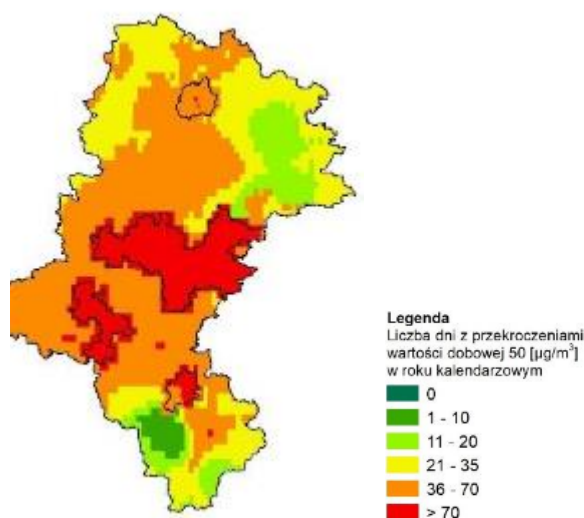 Legenda
Liczba dni z przekroczeniami
wartości dobowej 50 [µg/m³]
w roku kalendarzowym
0
1 - 10
11 - 20
21 - 35
36 - 70
> 70